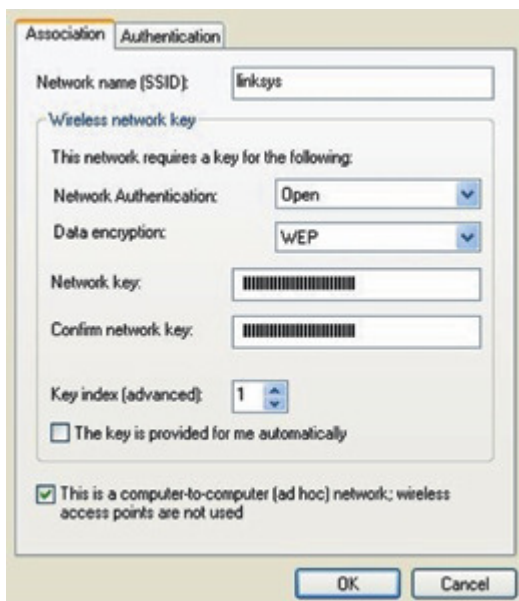 Association Authentication
Network name (SSID): linksys
Wireless network key
This network requires a key for the following:
Network Authentication: Open
Data encryption: WEP
Network key:
Confirm network key:
Key index (advanced): 1
The key is provided for me automatically
This is a computer-to-computer (ad hoc) network; wireless
access points are not used
OK Cancel